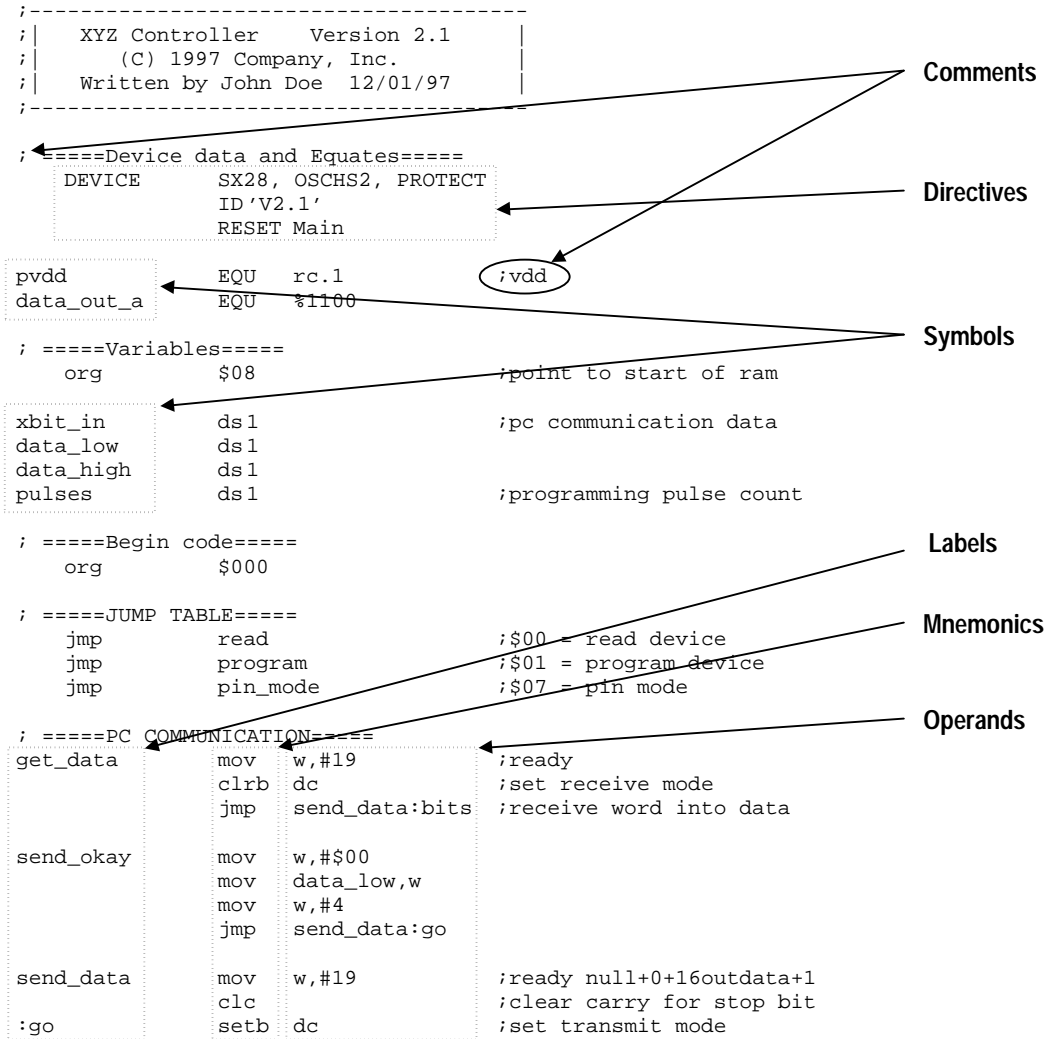 ;---------------------------------------
;|    XYZ Controller    Version 2.1     |
;|       (C) 1997 Company, Inc.       |
;|    Written by John Doe  12/01/97     |
;---------------------------------------
Comments
; =====Device data and Equates=====
DEVICE SX28, OSCHS2, PROTECT
ID 'V2.1'
RESET Main
Directives
pvdd EQU rc.1 ;vdd
data_out_a EQU %1100
Symbols
; =====Variables=====
org $08 ;point to start of ram
xbit_in ds1 ;pc communication data
data_low ds1
data_high ds1
pulses ds1 ;programming pulse count
; =====Begin code=====
Labels
org $000
; =====JUMP TABLE=====
Mnemonics
jmp read ;$00 = read device
jmp program ;$01 = program device
jmp pin_mode ;$07 = pin mode
Operands
; =====PC COMMUNICATION=====
get_data mov w,#19 ;ready
clrb dc ;set receive mode
jmp send_data:bits ;receive word into data
send_okay mov w,#$00
mov data_low,w
mov w,#4
jmp send_data:go
send_data mov w,#19 ;ready null+0+16outdata+1
clc ;clear carry for stop bit
:go setb dc ;set transmit mode